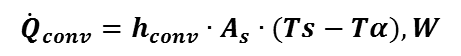 Q̇conv = hconv · As · (Ts − Tα), W